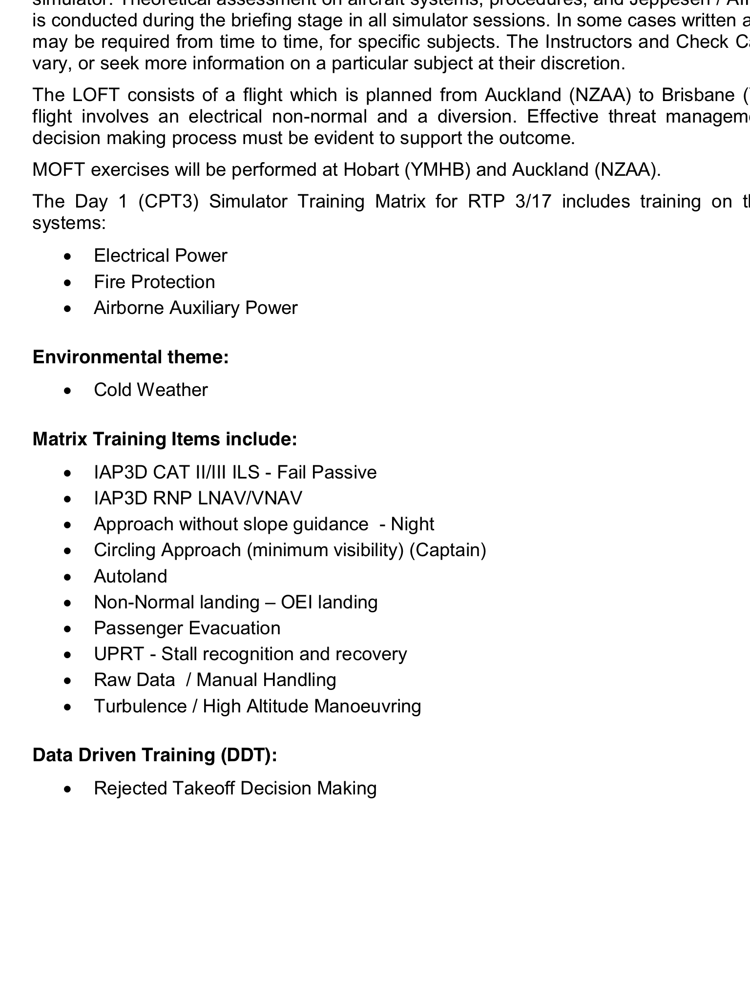 simulator. Theoretical assessment on aircraft systems, procedures, and Jeppesen /
is conducted during the briefing stage in all simulator sessions. In some cases written
may be required from time to time, for specific subjects. The Instructors and Check
vary, or seek more information on a particular subject at their discretion.
The LOFT consists of a flight which is planned from Auckland (NZAA) to Brisbane
flight involves an electrical non-normal and a diversion. Effective threat
decision making process must be evident to support the outcome.
MOFT exercises will be performed at Hobart (YMHB) and Auckland (NZAA).
The Day 1 (CPT3) Simulator Training Matrix for RTP 3/17 includes training on
systems:
• Electrical Power
• Fire Protection
• Airborne Auxiliary Power
Environmental theme:
• Cold Weather
Matrix Training Items include:
• IAP3D CAT II/III ILS - Fail Passive
• IAP3D RNP LNAV/VNAV
• Approach without slope guidance  - Night
• Circling Approach (minimum visibility) (Captain)
• Autoland
• Non-Normal landing – OEI landing
• Passenger Evacuation
• UPRT - Stall recognition and recovery
• Raw Data  / Manual Handling
• Turbulence / High Altitude Manoeuvring
Data Driven Training (DDT):
• Rejected Takeoff Decision Making